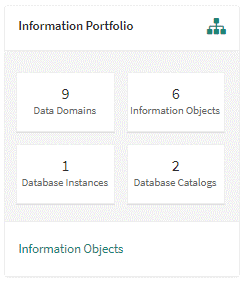 Information Portfolio
9
Data Domains
6
Information Objects
1
Database Instances
2
Database Catalogs
Information Objects